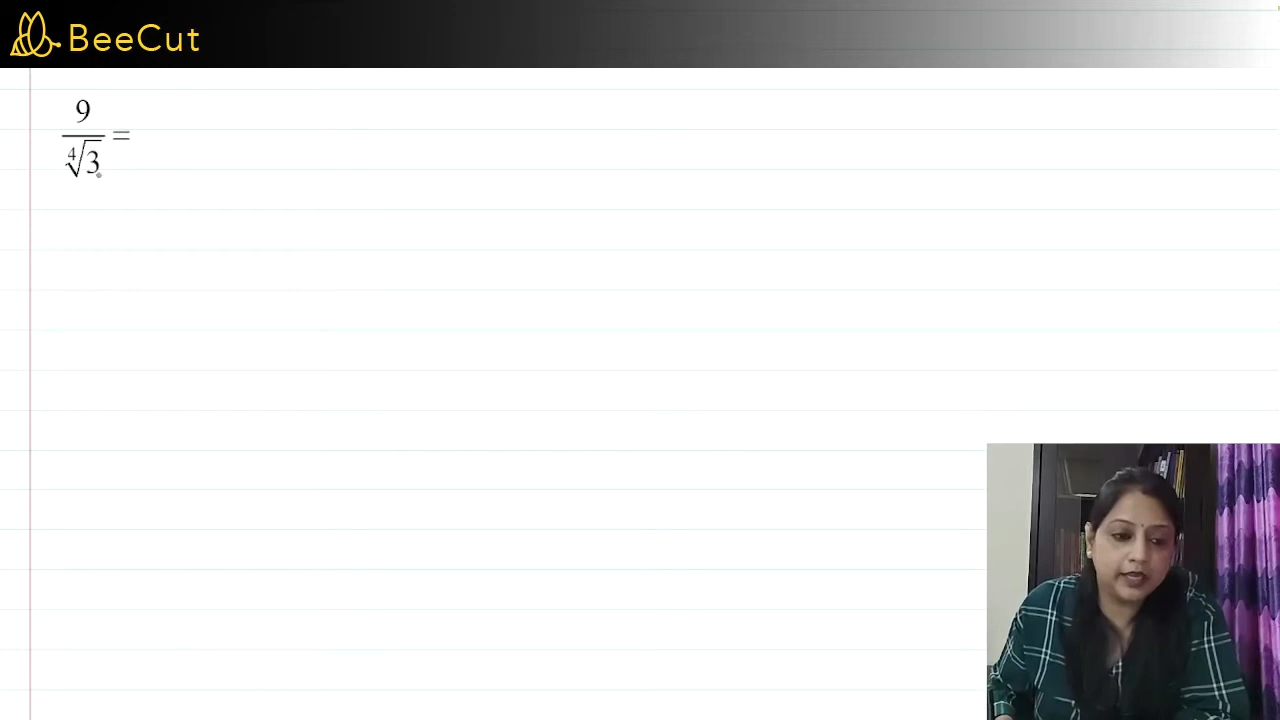 BeeCut
9
∜3 =